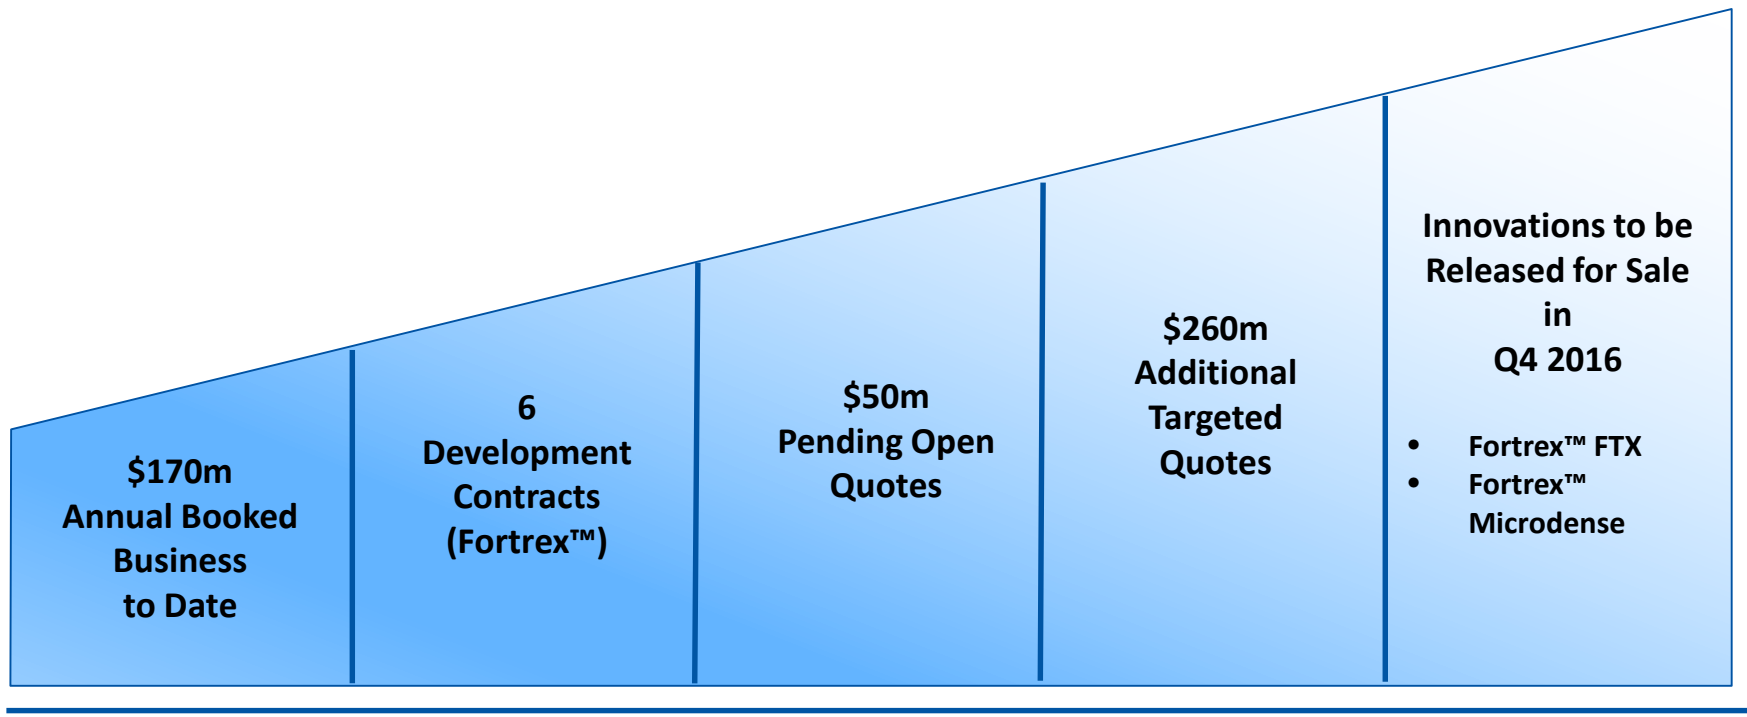 $170m
Annual Booked
Business
to Date
6
Development
Contracts
(Fortrex™)
$50m
Pending Open
Quotes
$260m
Additional
Targeted
Quotes
Innovations to be
Released for Sale
in
Q4 2016
• Fortrex™ FTX
• Fortrex™
Microdense